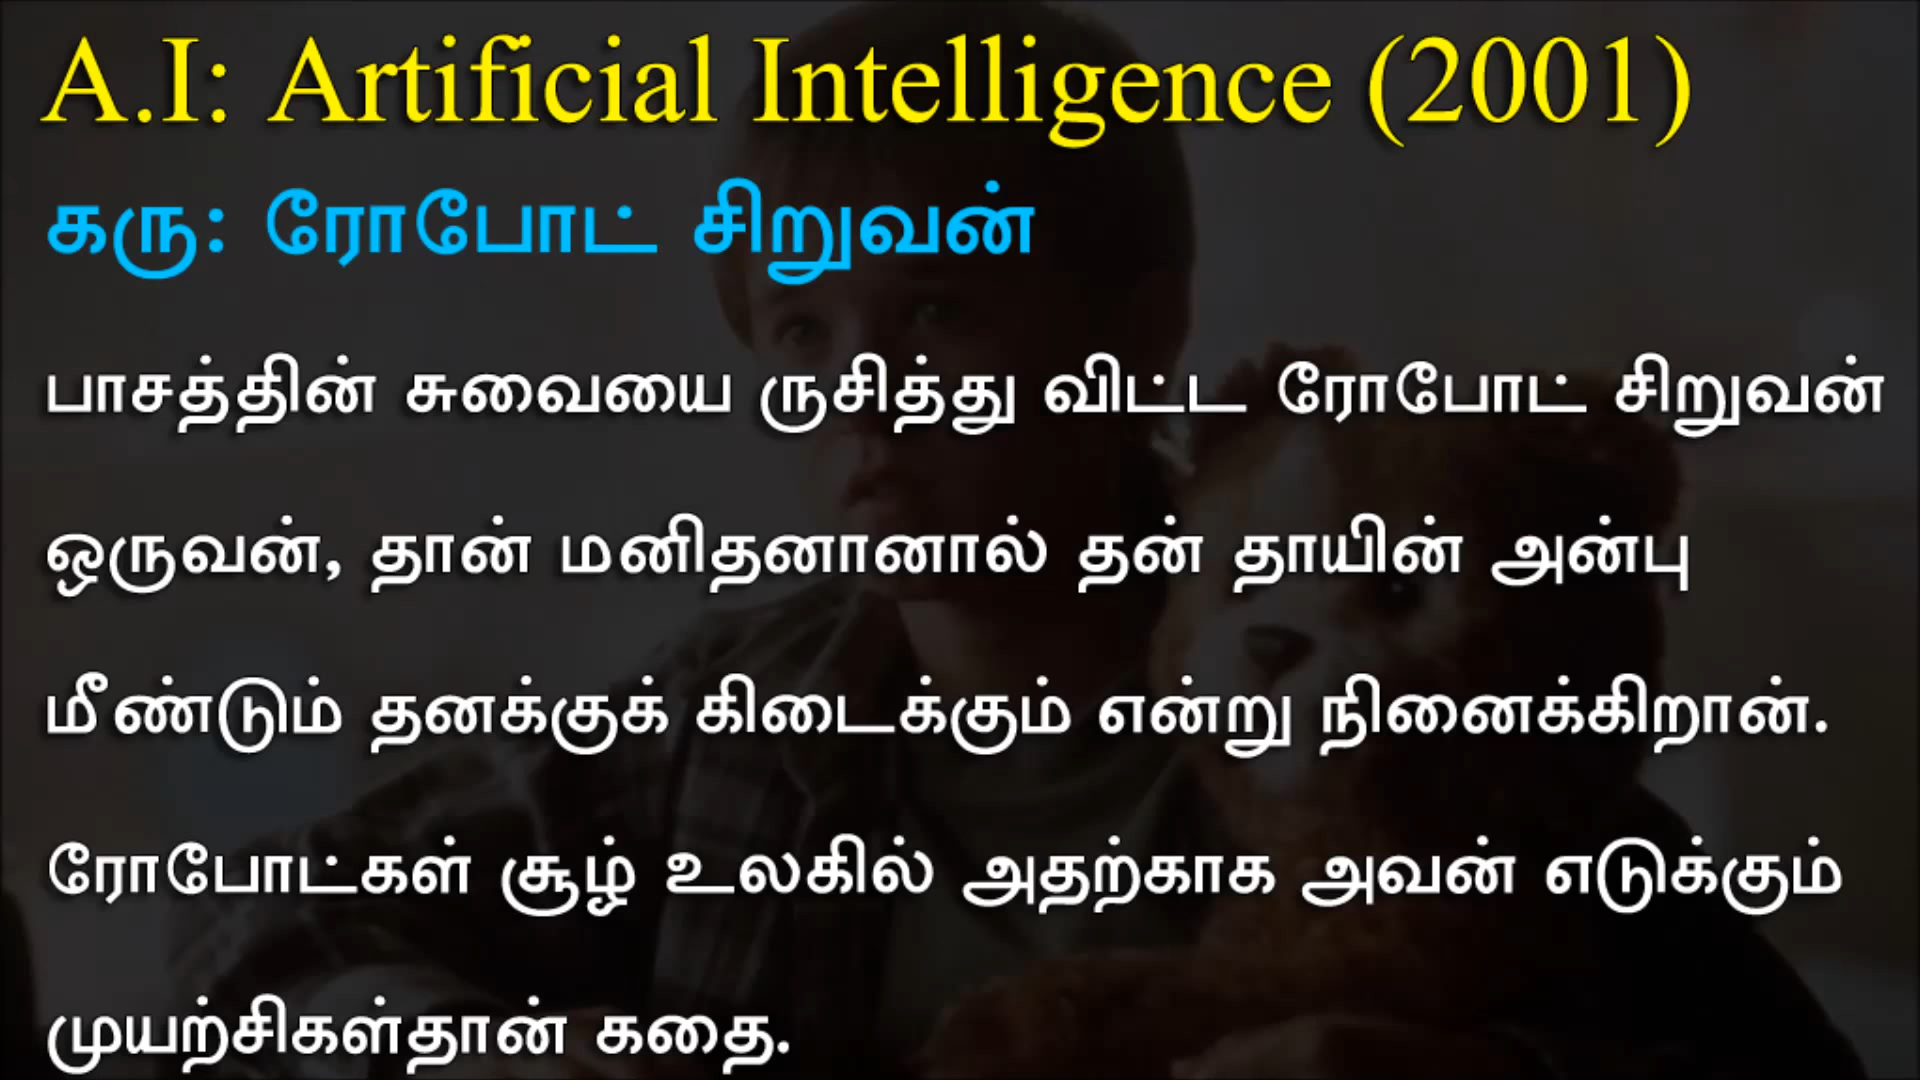 A.I: Artificial Intelligence (2001)
கரு: ரோபோட் சிறுவன்
பாசத்தின் சுவையை ருசித்து விட்ட ரோபோட் சிறுவன்
ஒருவன், தான் மனிதனானால் தன் தாயின் அன்பு
மீண்டும் தனக்குக் கிடைக்கும் என்று நினைக்கிறான்.
ரோபோட்கள் சூழ் உலகில் அதற்காக அவன் எடுக்கும்
முயற்சிகள்தான் கதை.